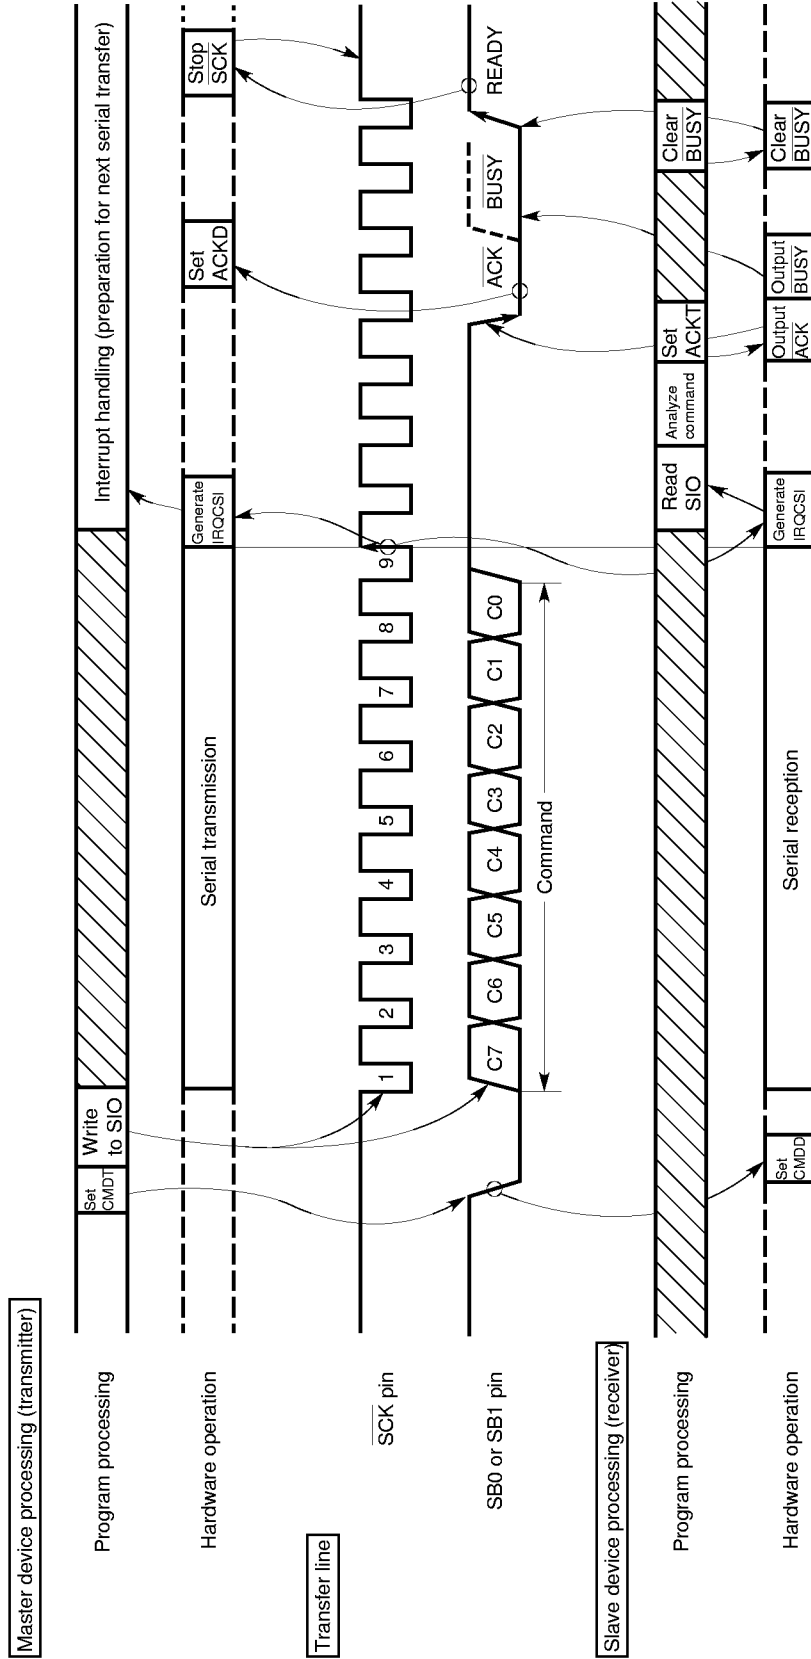 Master device processing (transmitter)
Program processing
Set
CMDT
Write
to SIO
Interrupt handling (preparation for next serial transfer)
Hardware operation
Serial transmission
Generate
IRQCSI
Set
ACKD
Stop
SCK
Transfer line
SCK pin
1
2
3
4
5
6
7
8
9
SB0 or SB1 pin
C7
C6
C5
C4
C3
C2
C1
C0
ACK
BUSY
READY
Command
Slave device processing (receiver)
Program processing
Read
SIO
Analyze
command
Set
ACKT
Clear
BUSY
Hardware operation
Set
CMDD
Serial reception
Generate
IRQCSI
Output
ACK
Output
BUSY
Clear
BUSY